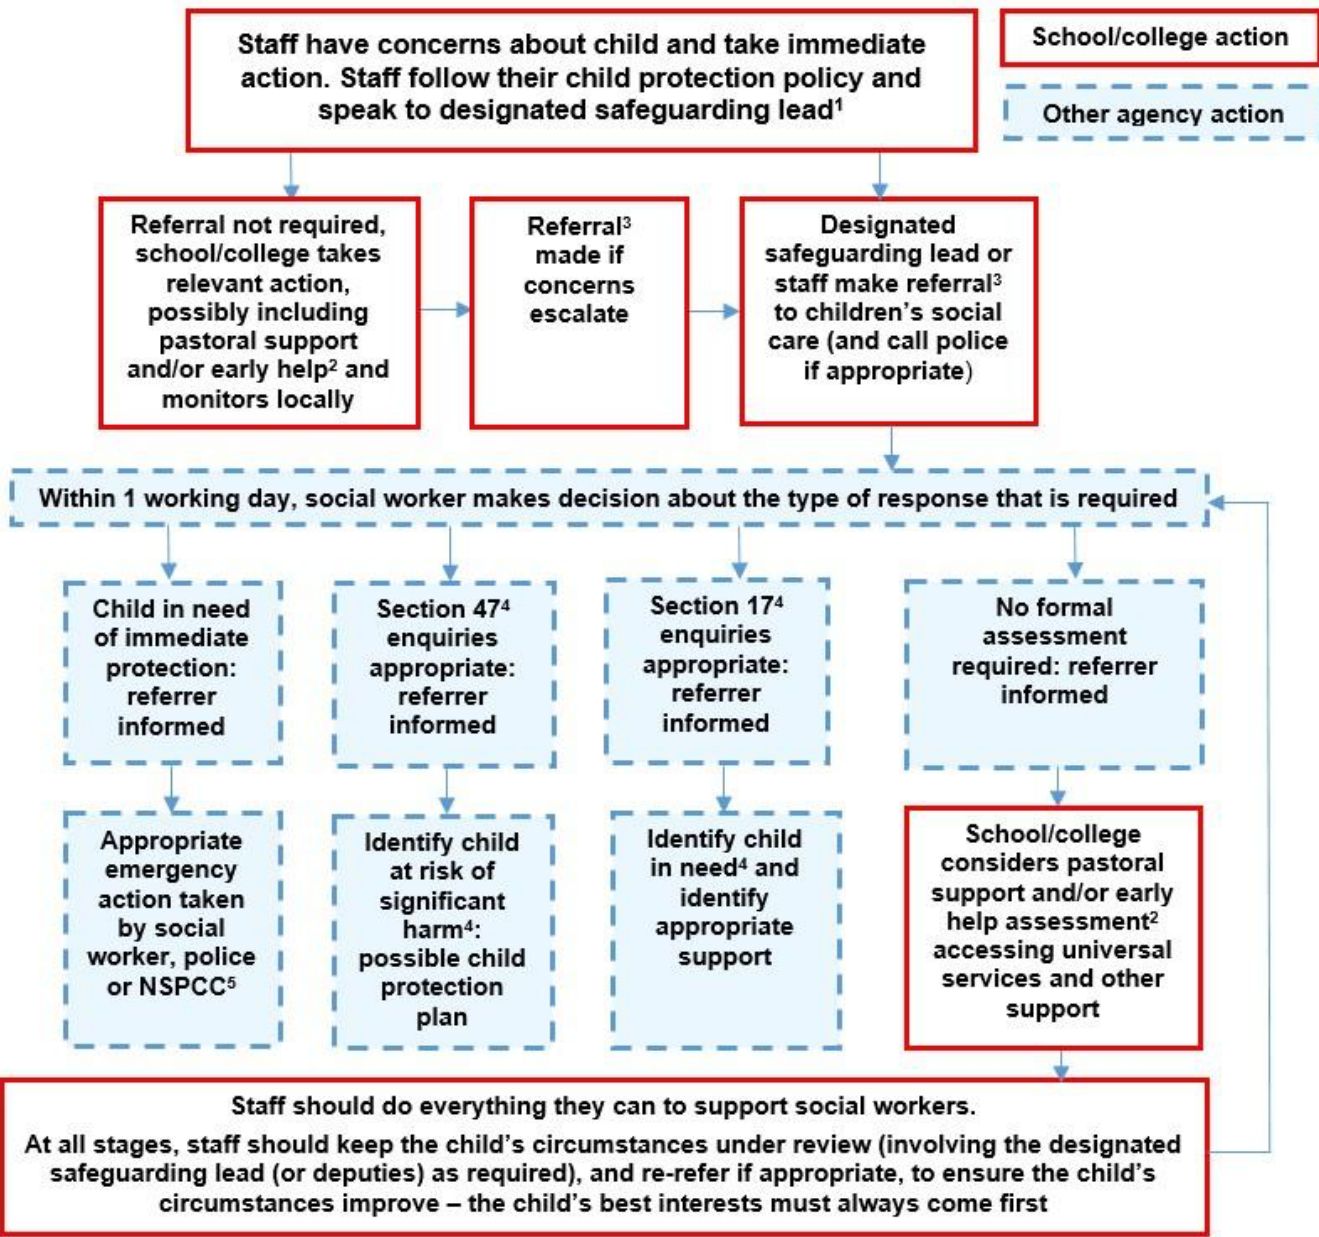 Staff have concerns about child and take immediate
action. Staff follow their child protection policy and
speak to designated safeguarding lead¹
School/college action
Other agency action
Referral not required,
school/college takes
relevant action,
possibly including
pastoral support
and/or early help² and
monitors locally
Referral³
made if
concerns
escalate
Designated
safeguarding lead or
staff make referral³
to children’s social
care (and call police
if appropriate)
Within 1 working day, social worker makes decision about the type of response that is required
Child in need
of immediate
protection:
referrer
informed
Section 47⁴
enquiries
appropriate:
referrer
informed
Section 17⁴
enquiries
appropriate:
referrer
informed
No formal
assessment
required: referrer
informed
Appropriate
emergency
action taken
by social
worker, police
or NSPCC⁵
Identify child
at risk of
significant
harm⁴:
possible child
protection
plan
Identify child
in need⁴ and
identify
appropriate
support
School/college
considers pastoral
support and/or early
help assessment²
accessing universal
services and other
support
Staff should do everything they can to support social workers.
At all stages, staff should keep the child’s circumstances under review (involving the designated
safeguarding lead (or deputies) as required), and re-refer if appropriate, to ensure the child’s
circumstances improve – the child’s best interests must always come first